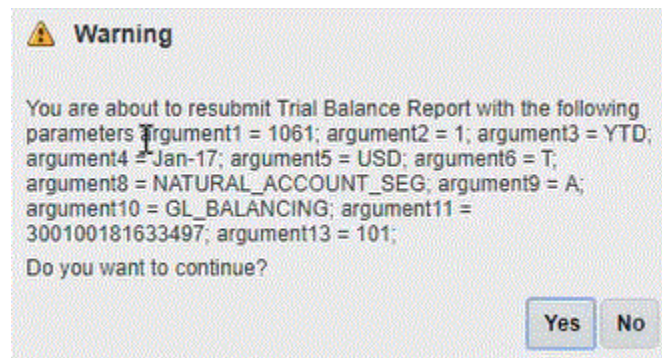 Warning
You are about to resubmit Trial Balance Report with the following
parameters argument1 = 1061; argument2 = 1; argument3 = YTD;
argument4 = Jan-17; argument5 = USD; argument6 = T;
argument8 = NATURAL_ACCOUNT_SEG; argument9 = A;
argument10 = GL_BALANCING; argument11 =
300100181633497; argument13 = 101;
Do you want to continue?
Yes No